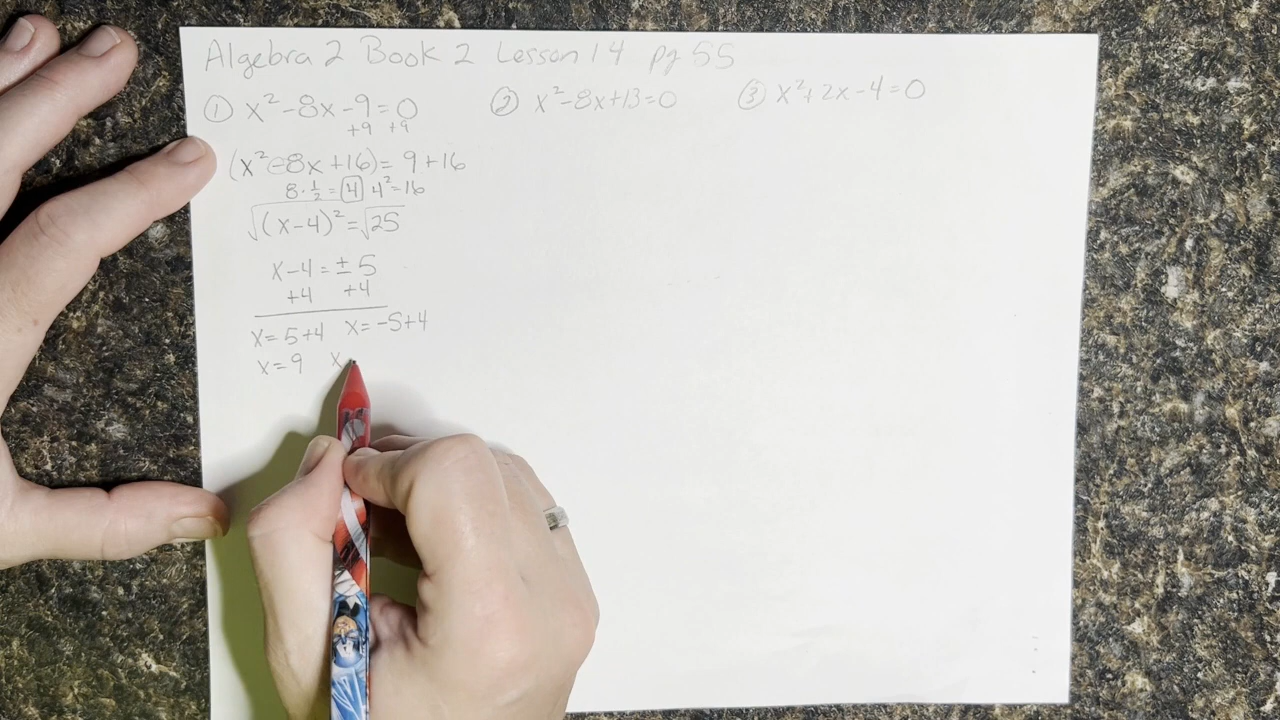 Algebra 2 Book 2 Lesson 14 pg 55
① x²-8x-9=0
+9 +9
(x²-8x+16)=9+16
8·½=4 4²=16
√(x-4)²=√25
x-4=±5
+4 +4
x=5+4 x=-5+4
x=9 x
② x²-8x+13=0
③ x²+2x-4=0